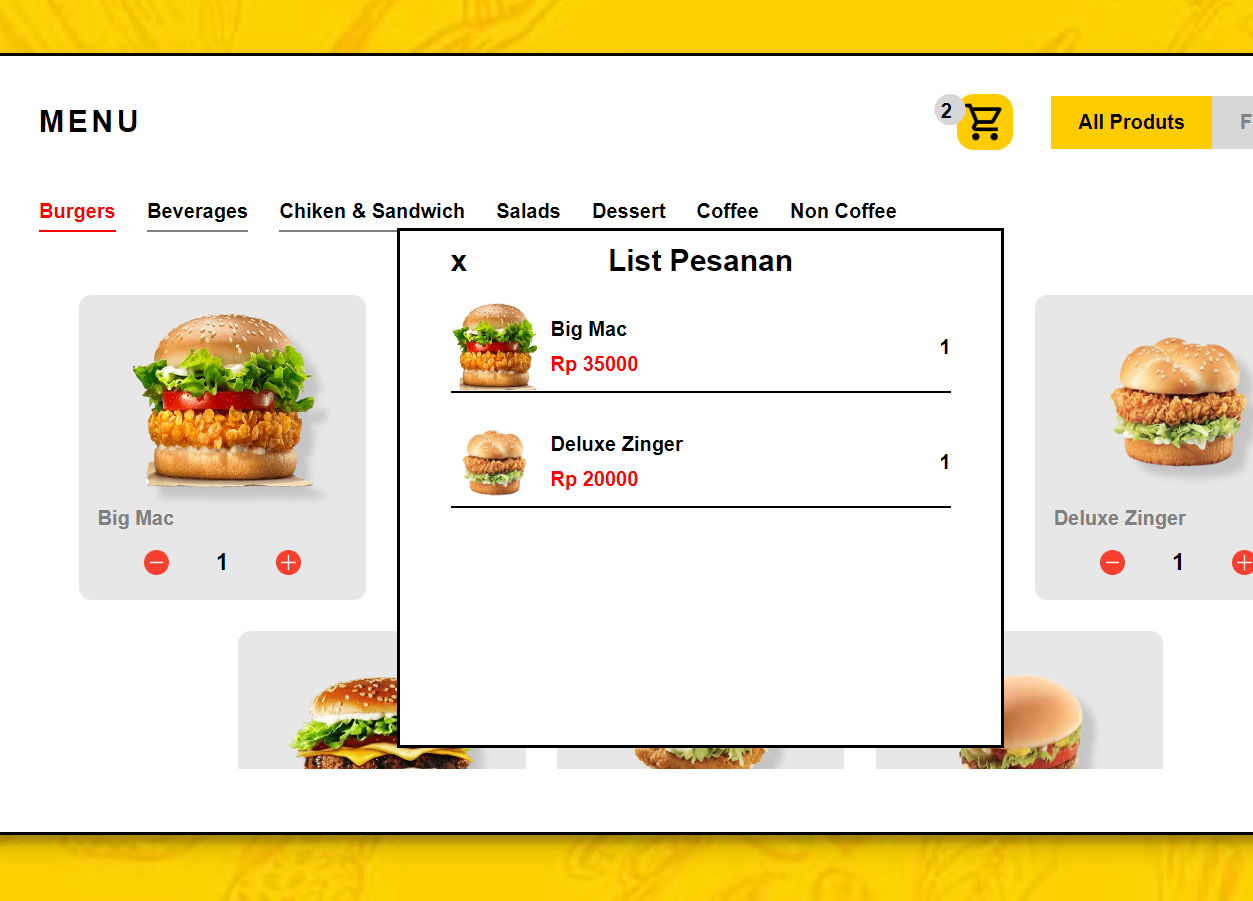 MENU
2
All Produts
F
Burgers
Beverages
Chiken & Sandwich
Salads
Dessert
Coffee
Non Coffee
x
List Pesanan
Big Mac
Rp 35000
1
Deluxe Zinger
Rp 20000
1
Big Mac
1
Deluxe Zinger
1